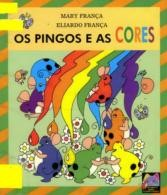 MARY FRANÇA
ELIARDO FRANÇA
OS PINGOS E AS CORES